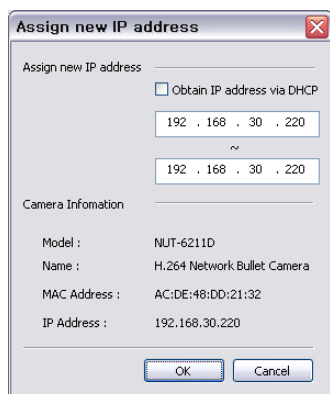 Assign new IP address
Assign new IP address
Obtain IP address via DHCP
192 . 168 . 30 . 220
~
192 . 168 . 30 . 220
Camera Infomation
Model : NUT-6211D
Name : H.264 Network Bullet Camera
MAC Address : AC:DE:48:DD:21:32
IP Address : 192.168.30.220
OK Cancel